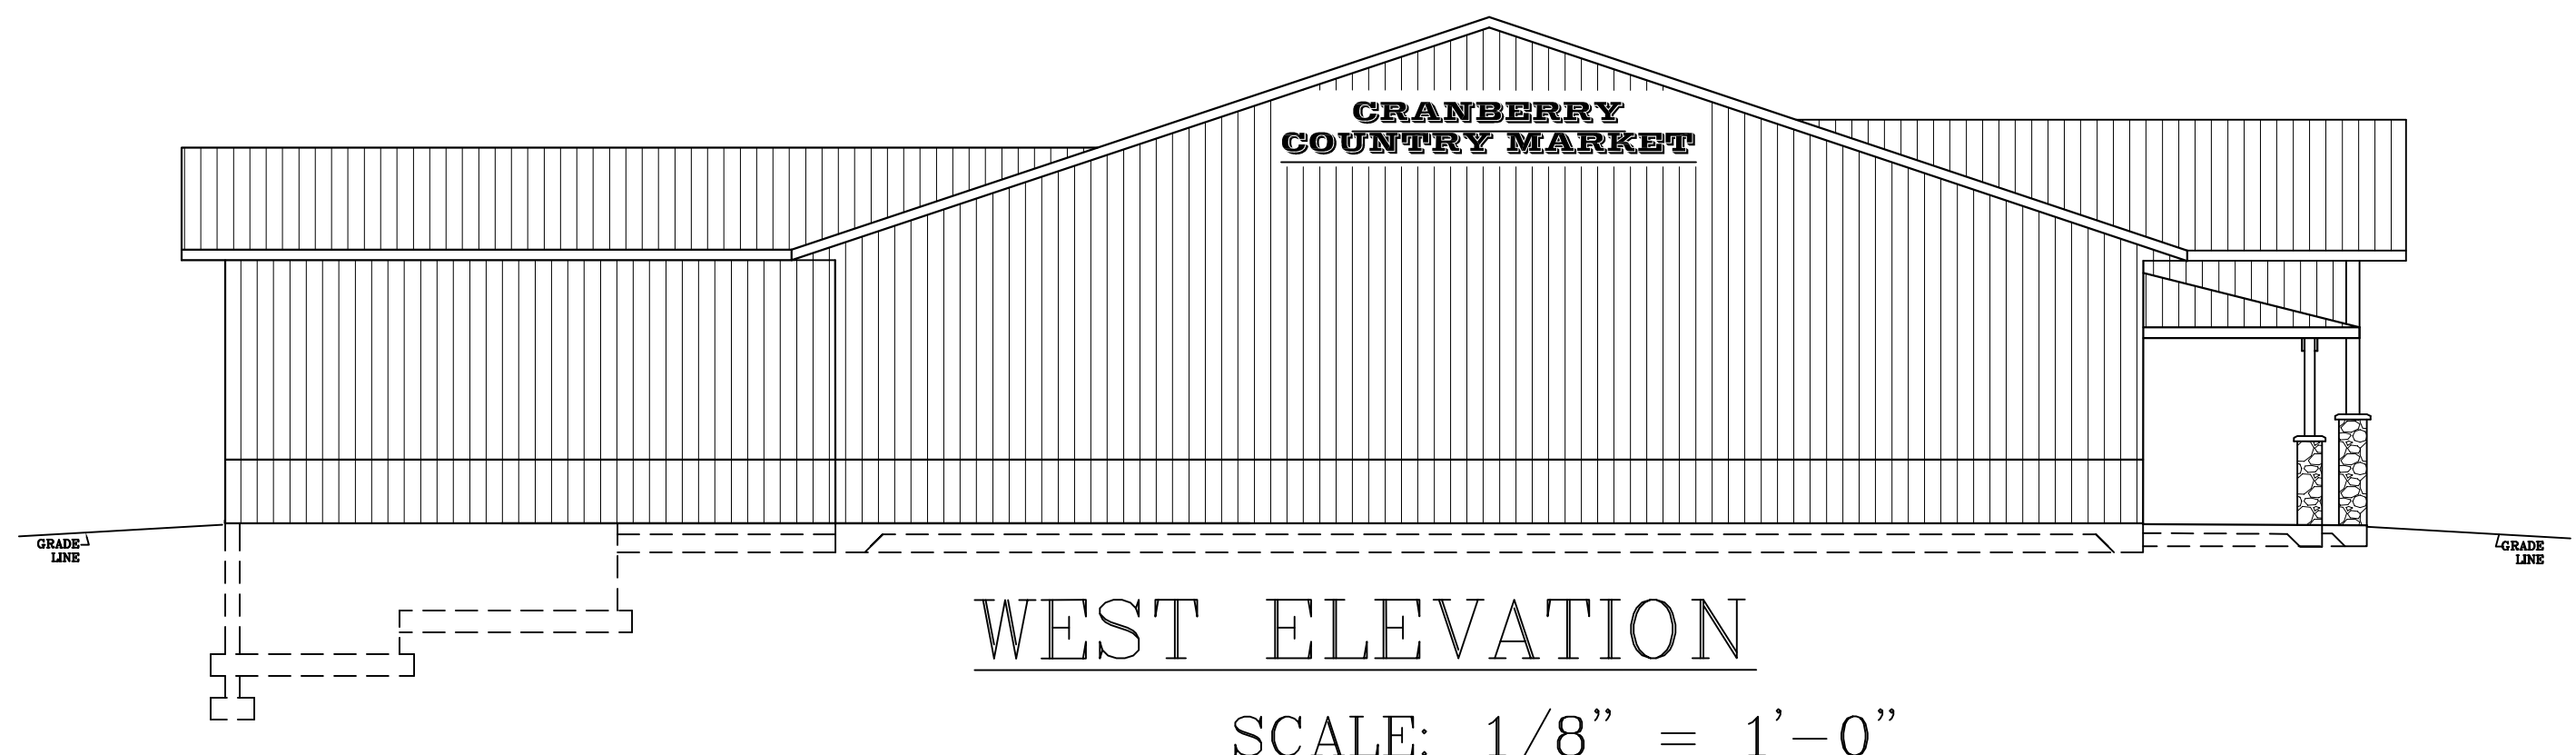 CRANBERRY
COUNTRY MARKET
GRADE
LINE
GRADE
LINE
WEST ELEVATION
SCALE: 1/8” = 1’-0”